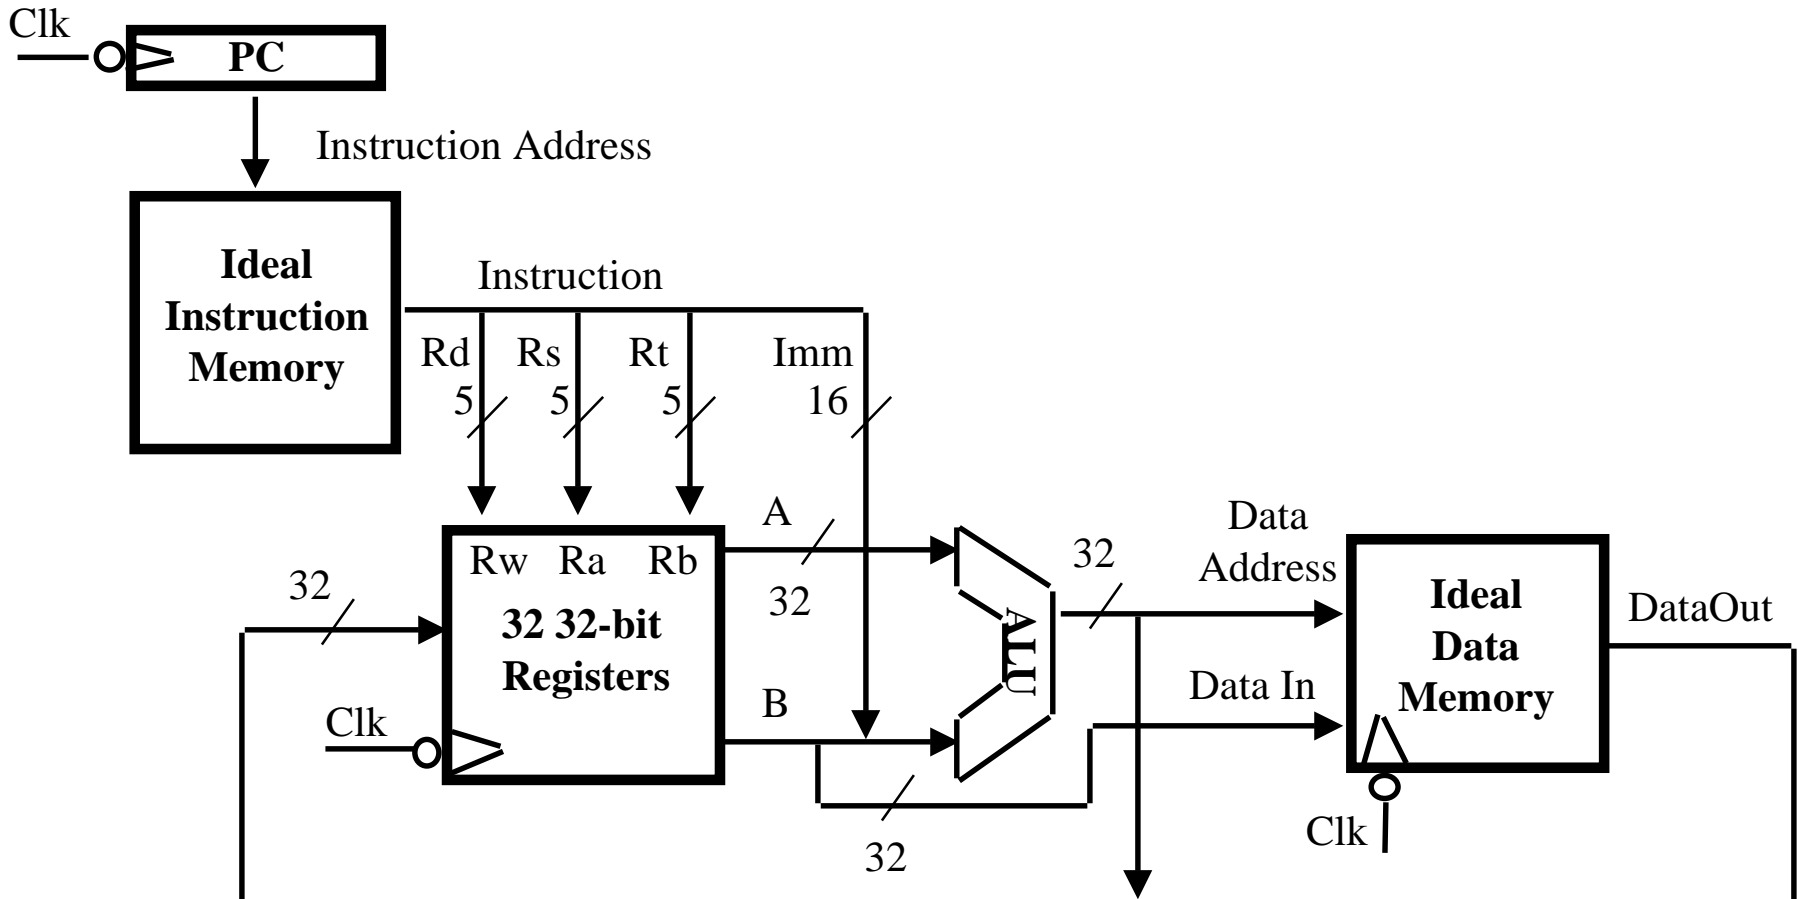 Clk
PC
Instruction Address
Ideal
Instruction
Memory
Instruction
Rd Rs Rt Imm
5 5 5 16
A
32
Rw Ra Rb
32 32-bit
Registers
32
Clk
B
32
ALU
32
Data
Address
Data In
Ideal
Data
Memory
Clk
DataOut